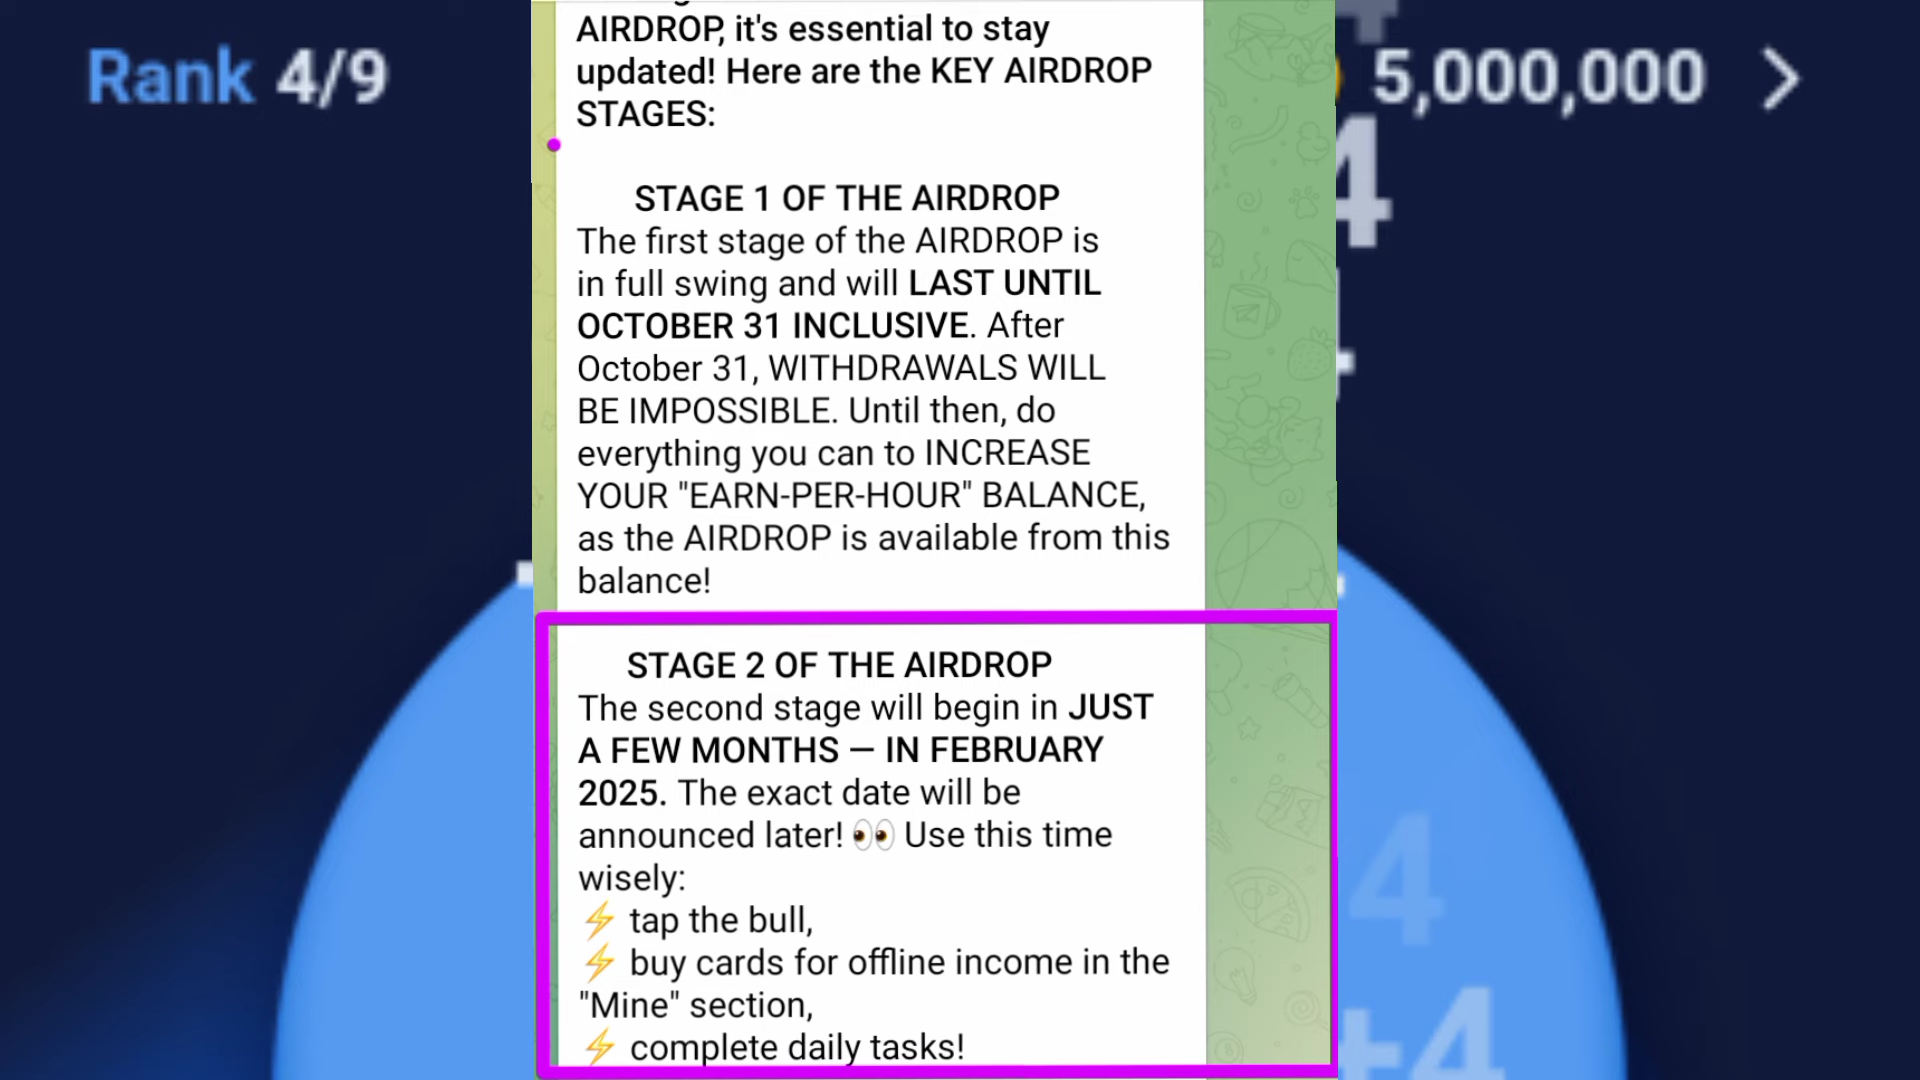 Rank 4/9
5,000,000
AIRDROP, it's essential to stay
updated! Here are the KEY AIRDROP
STAGES:
STAGE 1 OF THE AIRDROP
The first stage of the AIRDROP is
in full swing and will LAST UNTIL
OCTOBER 31 INCLUSIVE. After
October 31, WITHDRAWALS WILL
BE IMPOSSIBLE. Until then, do
everything you can to INCREASE
YOUR "EARN-PER-HOUR" BALANCE,
as the AIRDROP is available from this
balance!
STAGE 2 OF THE AIRDROP
The second stage will begin in JUST
A FEW MONTHS — IN FEBRUARY
2025. The exact date will be
announced later! 👀 Use this time
wisely:
⚡ tap the bull,
⚡ buy cards for offline income in the
"Mine" section,
⚡ complete daily tasks!
4
4
+4